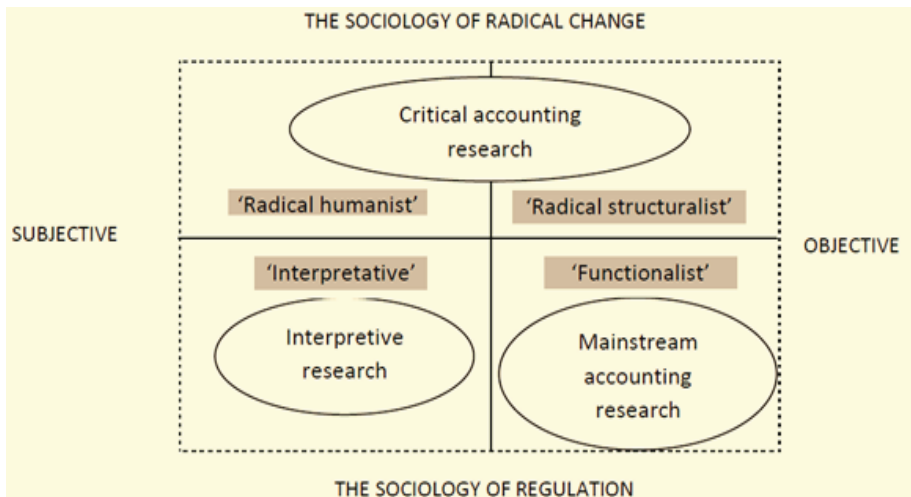 THE SOCIOLOGY OF RADICAL CHANGE
Critical accounting
research
‘Radical humanist’
‘Radical structuralist’
SUBJECTIVE
OBJECTIVE
‘Interpretative’
‘Functionalist’
Interpretive
research
Mainstream
accounting
research
THE SOCIOLOGY OF REGULATION